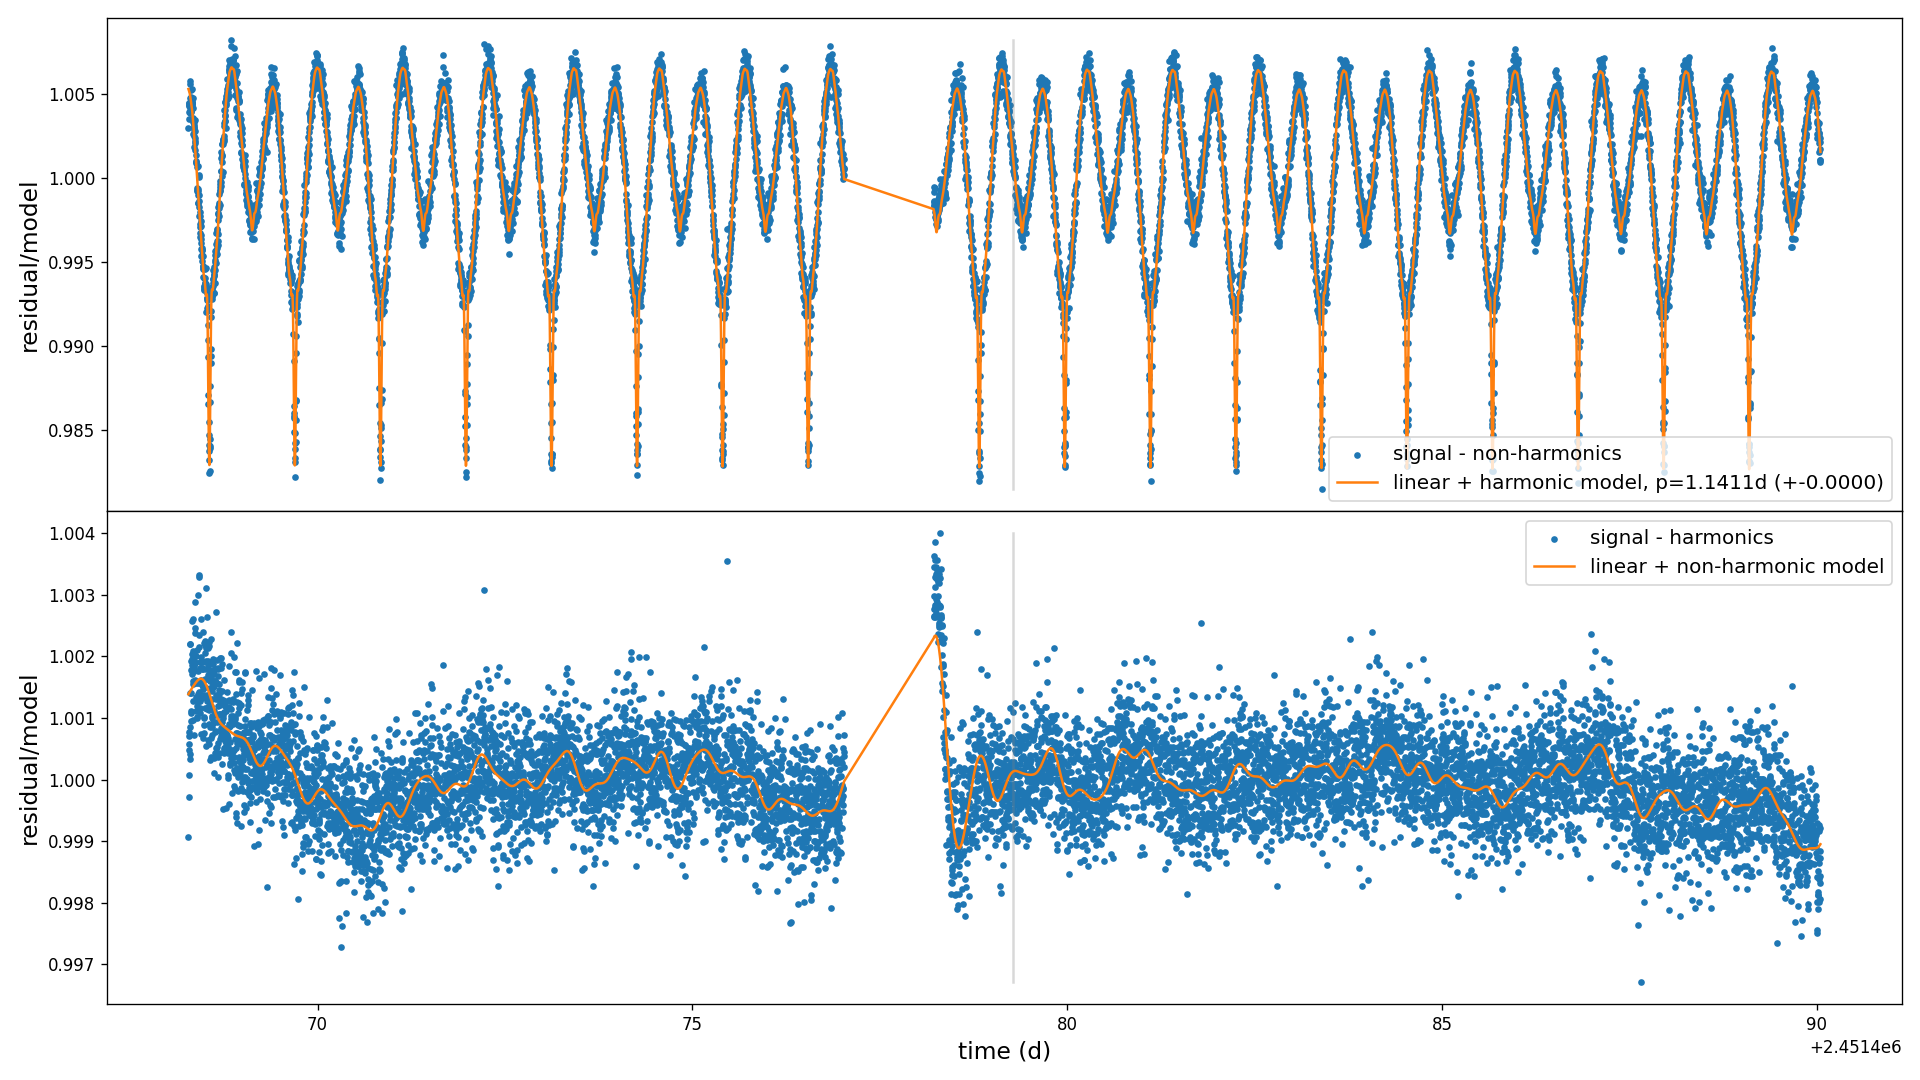 1.005
1.000
0.995
0.990
0.985
residual/model
signal - non-harmonics
linear + harmonic model, p=1.1411d (+-0.0000)
1.004
1.003
1.002
1.001
1.000
0.999
0.998
0.997
residual/model
signal - harmonics
linear + non-harmonic model
70 75 80 85 90
time (d)
+2.4514e6